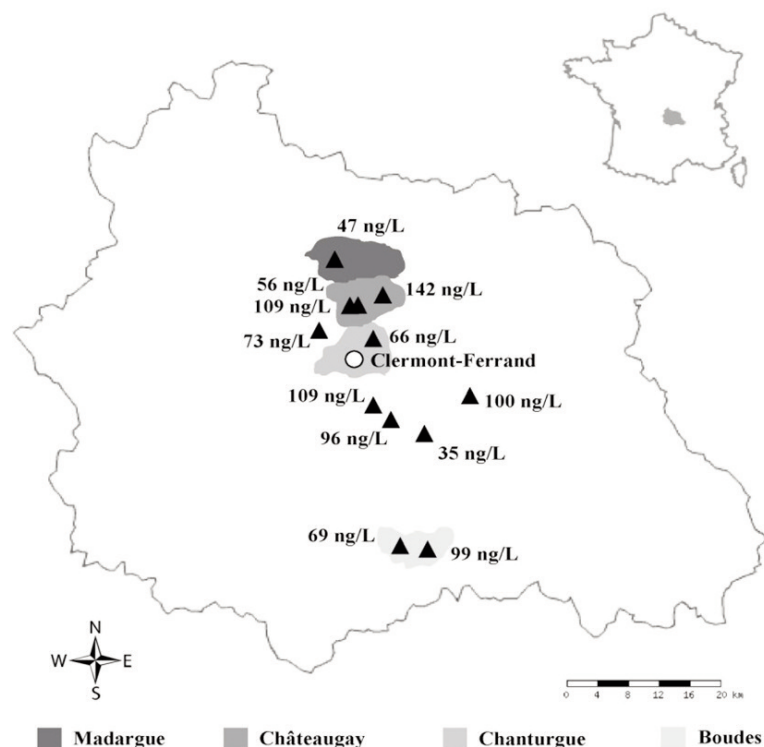 47 ng/L
56 ng/L
142 ng/L
109 ng/L
73 ng/L
66 ng/L
Clermont-Ferrand
109 ng/L
100 ng/L
96 ng/L
35 ng/L
69 ng/L
99 ng/L
N
W E
S
0 4 8 12 16 20 km
Madargue Châteaugay Chanturgue Boudes